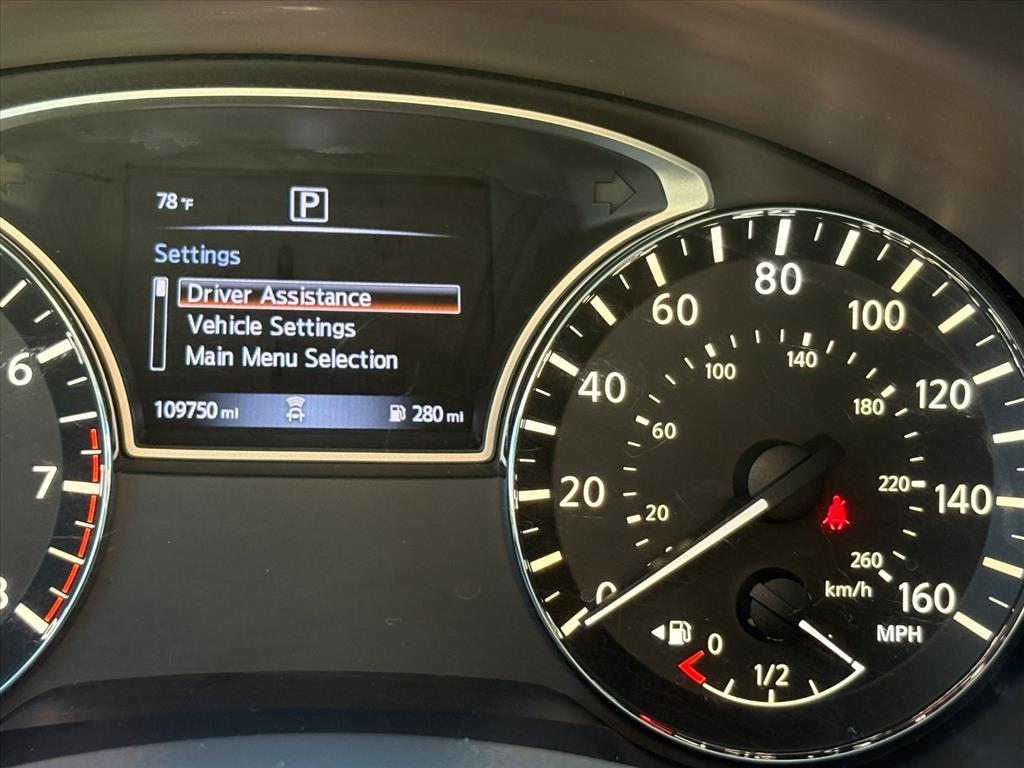 78°F
P
Settings
Driver Assistance
Vehicle Settings
Main Menu Selection
109750 mi
280 mi
6
7
8
0
20
40
60
80
100
120
140
160
MPH
20
60
100
140
180
220
260
km/h
0
1/2